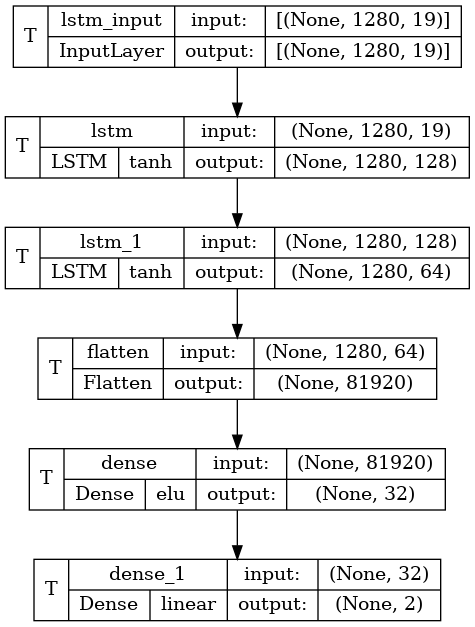 T lstm_input input: [(None, 1280, 19)]
InputLayer output: [(None, 1280, 19)]
T lstm input: (None, 1280, 19)
LSTM tanh output: (None, 1280, 128)
T lstm_1 input: (None, 1280, 128)
LSTM tanh output: (None, 1280, 64)
T flatten input: (None, 1280, 64)
Flatten output: (None, 81920)
T dense input: (None, 81920)
Dense elu output: (None, 32)
T dense_1 input: (None, 32)
Dense linear output: (None, 2)